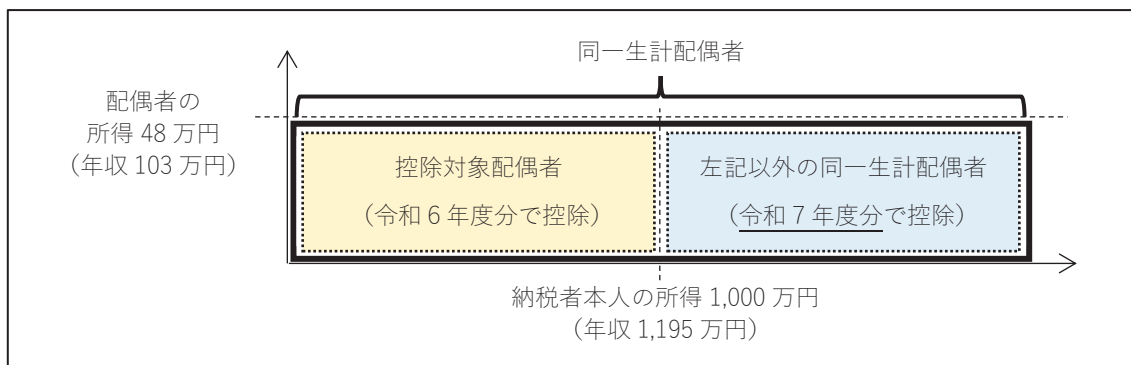 同一生計配偶者
配偶者の
所得 48 万円
（年収 103 万円）
控除対象配偶者
（令和 6 年度分で控除）
左記以外の同一生計配偶者
（令和 7 年度分で控除）
納税者本人の所得 1,000 万円
（年収 1,195 万円）